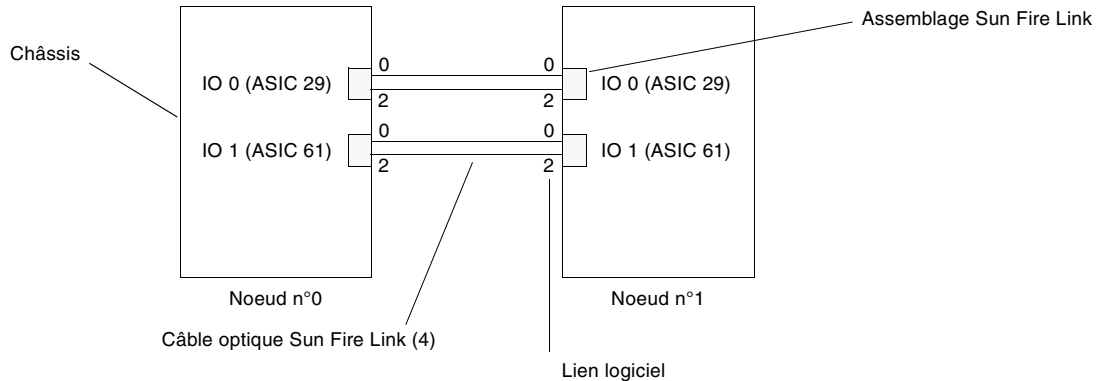 Assemblage Sun Fire Link
Châssis
0 0
IO 0 (ASIC 29) IO 0 (ASIC 29)
2 2
0 0
IO 1 (ASIC 61) IO 1 (ASIC 61)
2 2
Noeud n°0 Noeud n°1
Câble optique Sun Fire Link (4)
Lien logiciel